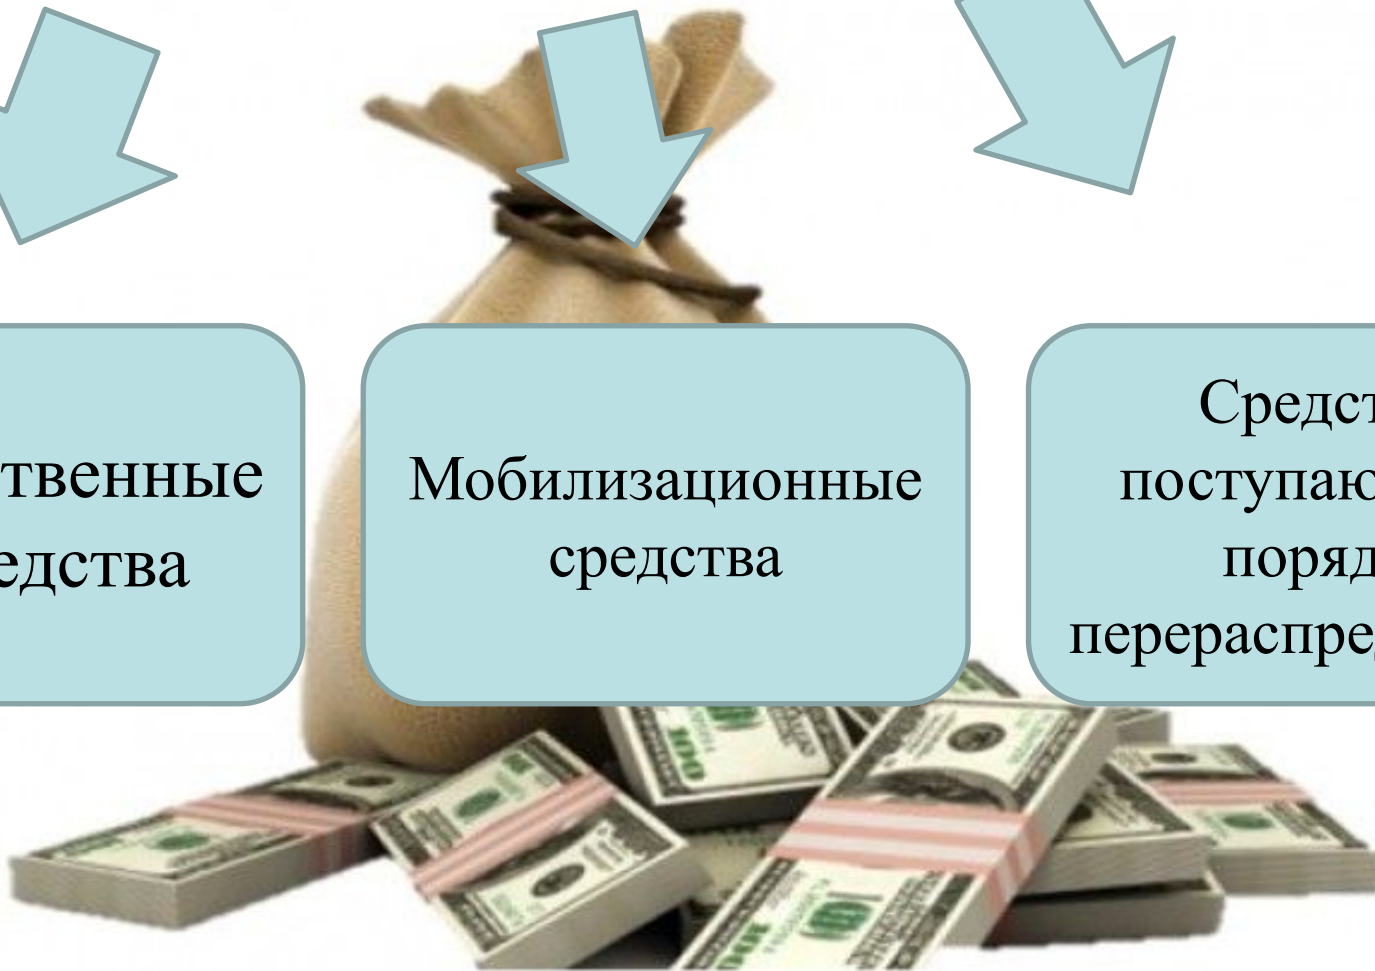 твенные
едства
Мобилизационные
средства
Средст
поступаю
поряд
перераспре